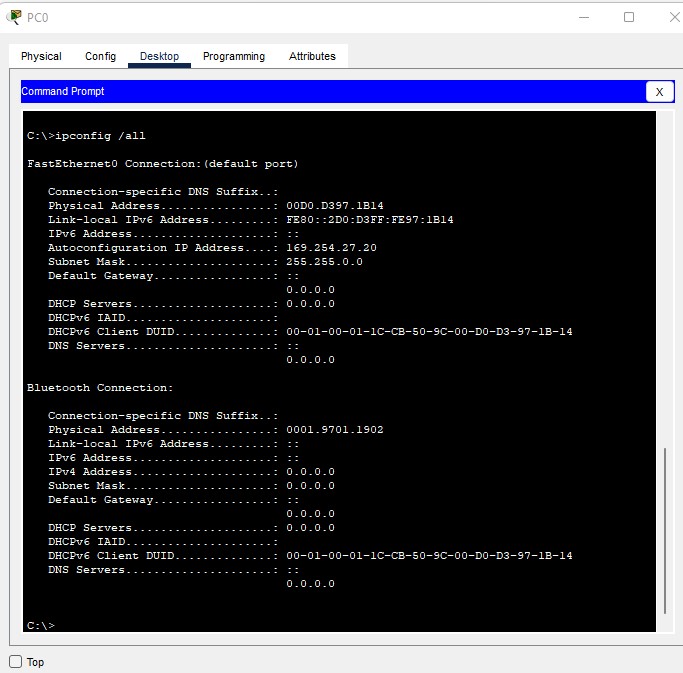 PC0
Physical Config Desktop Programming Attributes
Command Prompt X
C:\>ipconfig /all
FastEthernet0 Connection:(default port)
Connection-specific DNS Suffix..:
Physical Address................: 00D0.D397.1B14
Link-local IPv6 Address.........: FE80::2D0:D3FF:FE97:1B14
IPv6 Address....................: ::
Autoconfiguration IP Address....: 169.254.27.20
Subnet Mask.....................: 255.255.0.0
Default Gateway.................: ::
0.0.0.0
DHCP Servers....................: 0.0.0.0
DHCPv6 IAID.....................:
DHCPv6 Client DUID..............: 00-01-00-01-1C-CB-50-9C-00-D0-D3-97-1B-14
DNS Servers.....................: ::
0.0.0.0
Bluetooth Connection:
Connection-specific DNS Suffix..:
Physical Address................: 0001.9701.1902
Link-local IPv6 Address.........: ::
IPv6 Address....................: ::
IPv4 Address....................: 0.0.0.0
Subnet Mask.....................: 0.0.0.0
Default Gateway.................: ::
0.0.0.0
DHCP Servers....................: 0.0.0.0
DHCPv6 IAID.....................:
DHCPv6 Client DUID..............: 00-01-00-01-1C-CB-50-9C-00-D0-D3-97-1B-14
DNS Servers.....................: ::
0.0.0.0
C:\>
Top